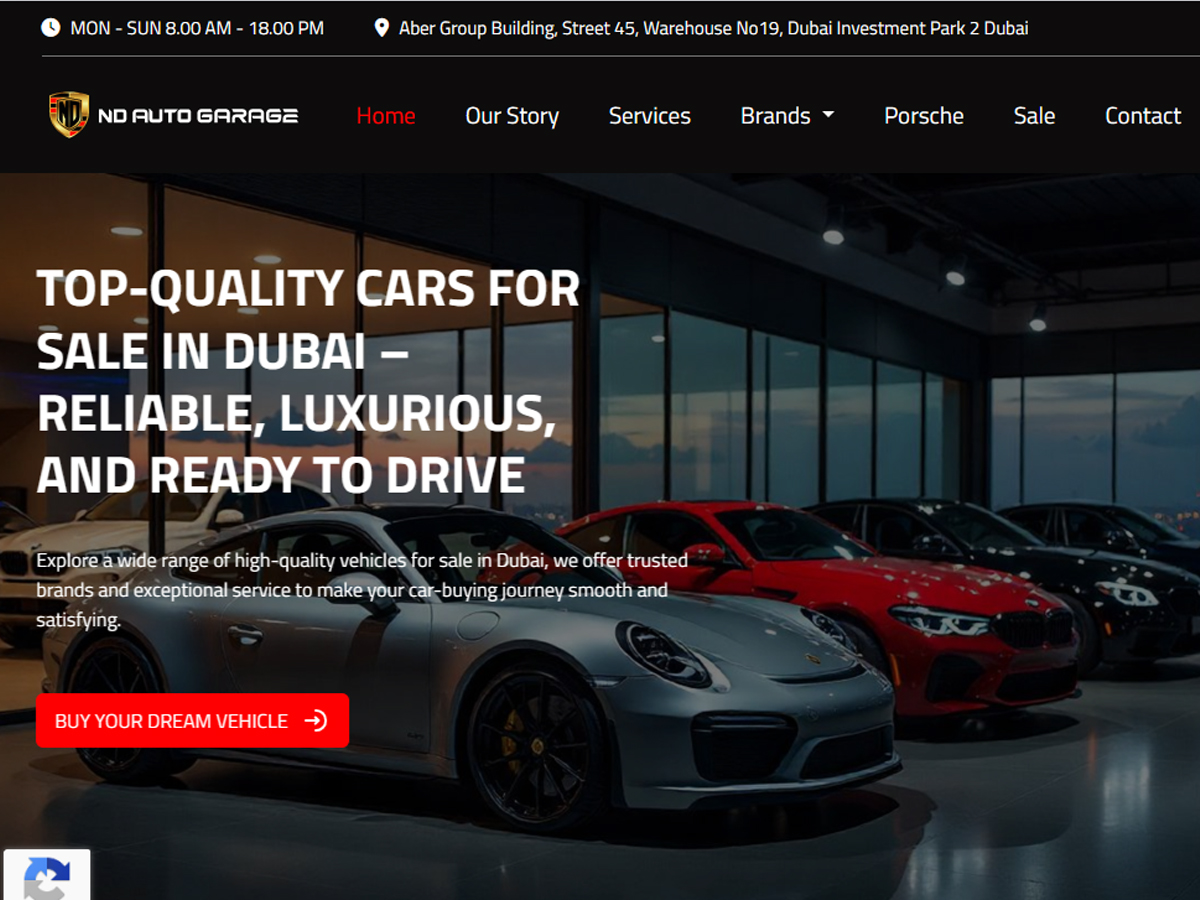 MON - SUN 8.00 AM - 18.00 PM
Aber Group Building, Street 45, Warehouse No19, Dubai Investment Park 2 Dubai
ND
ND AUTO GARAGE
Home
Our Story
Services
Brands
Porsche
Sale
Contact
TOP-QUALITY CARS FOR
SALE IN DUBAI –
RELIABLE, LUXURIOUS,
AND READY TO DRIVE
Explore a wide range of high-quality vehicles for sale in Dubai, we offer trusted
brands and exceptional service to make your car-buying journey smooth and
satisfying.
BUY YOUR DREAM VEHICLE